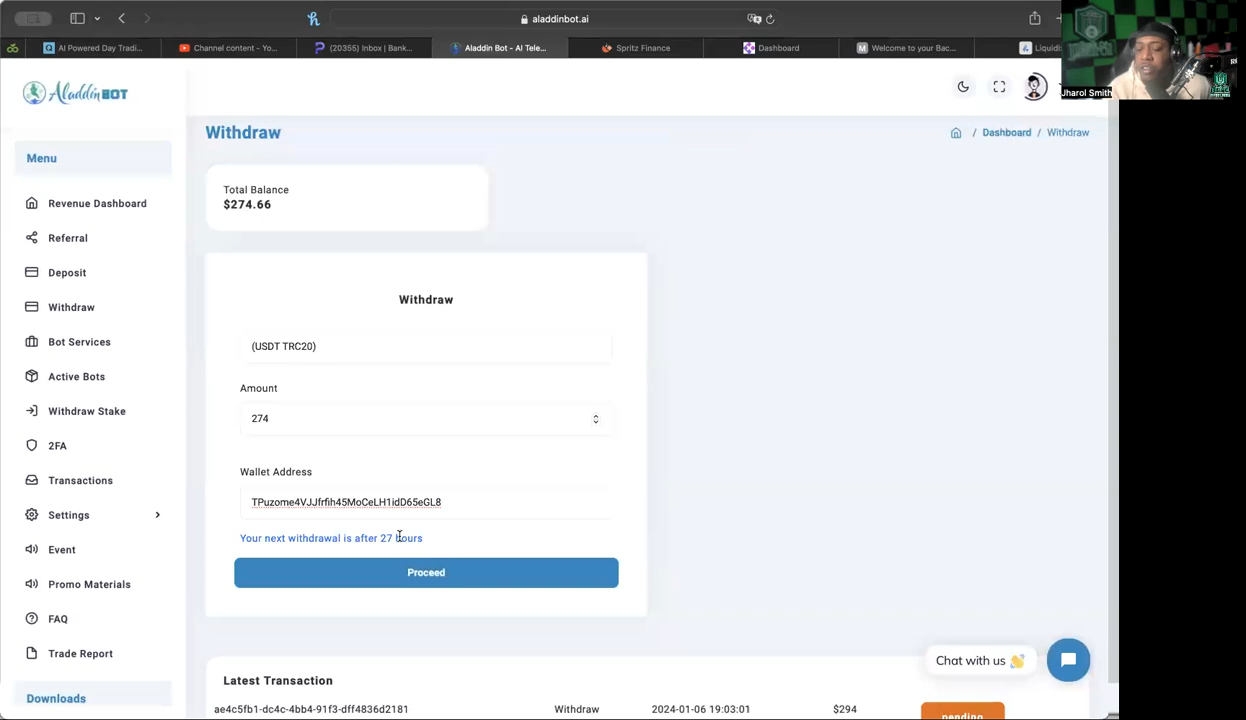 aladdinbot.ai
AI Powered Day Tradi...
Channel content - Yo...
(20355) Inbox | Bank...
Aladdin Bot - AI Tele...
Spritz Finance
Dashboard
Welcome to your Bac...
Liquidi
Jharol Smith
Aladdin BOT
Menu
Revenue Dashboard
Referral
Deposit
Withdraw
Bot Services
Active Bots
Withdraw Stake
2FA
Transactions
Settings
Event
Promo Materials
FAQ
Trade Report
Downloads
Withdraw
/ Dashboard / Withdraw
Total Balance
$274.66
Withdraw
(USDT TRC20)
Amount
274
Wallet Address
TPuzome4VJJfrfih45MoCeLH1idD65eGL8
Your next withdrawal is after 27 hours
Proceed
Chat with us
Latest Transaction
ae4c5fb1-dc4c-4bb4-91f3-dff4836d2181 Withdraw 2024-01-06 19:03:01 $294 pending